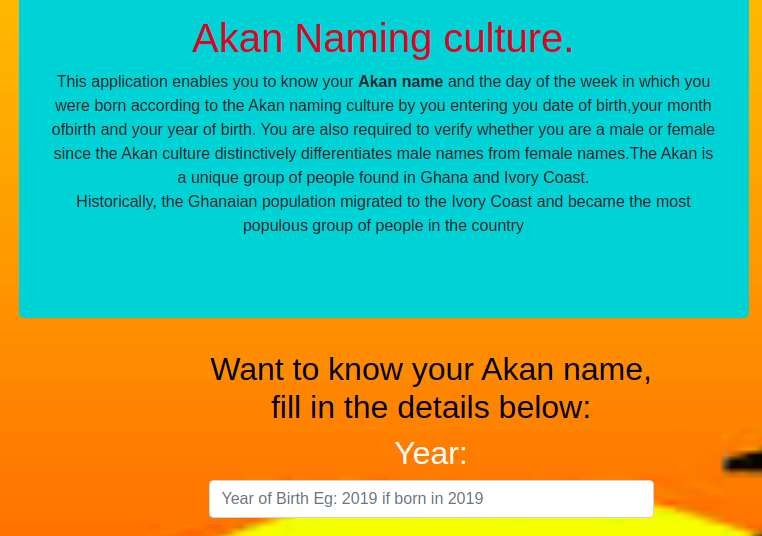 Akan Naming culture.
This application enables you to know your Akan name and the day of the week in which you
were born according to the Akan naming culture by you entering you date of birth,your month
ofbirth and your year of birth. You are also required to verify whether you are a male or female
since the Akan culture distinctively differentiates male names from female names.The Akan is
a unique group of people found in Ghana and Ivory Coast.
Historically, the Ghanaian population migrated to the Ivory Coast and became the most
populous group of people in the country
Want to know your Akan name,
fill in the details below:
Year:
Year of Birth Eg: 2019 if born in 2019